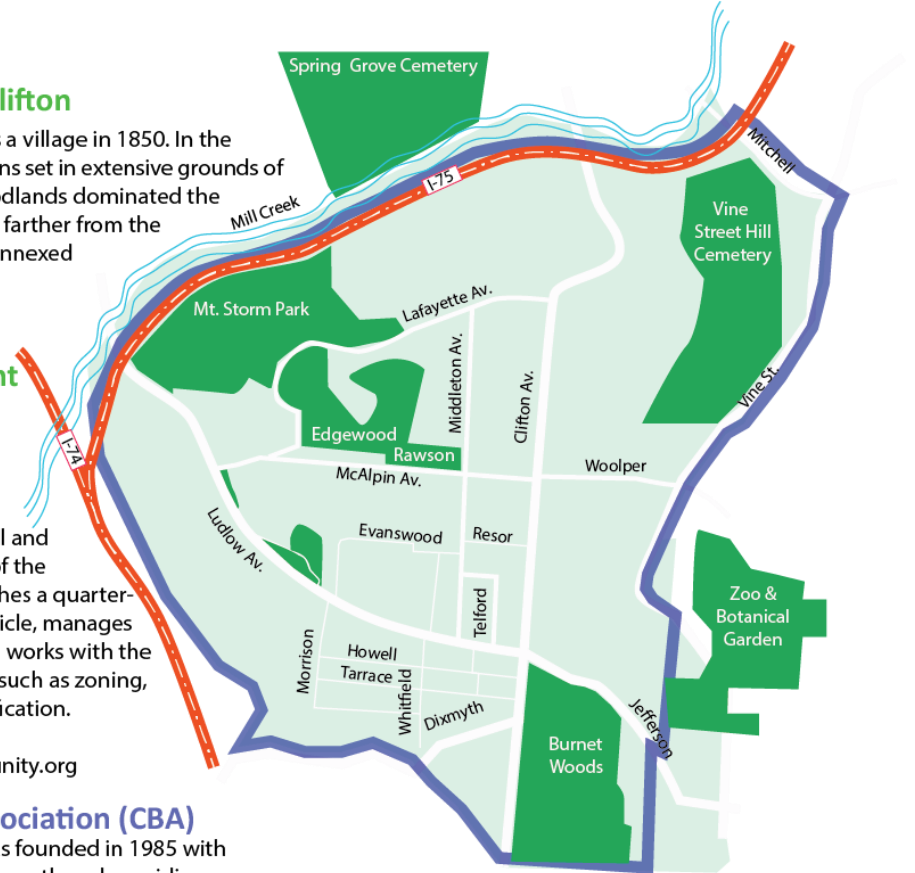 lifton
s a village in 1850. In the
ns set in extensive grounds of
odlands dominated the
farther from the
nnexed
nt
l and
of the
hes a quarter-
icle, manages
works with the
such as zoning,
ication.
nity.org
ociation (CBA)
s founded in 1985 with
Spring Grove Cemetery
I-75
Mill Creek
Mitchell
Vine
Street Hill
Cemetery
Mt. Storm Park
Lafayette Av.
Middleton Av.
Clifton Av.
Vine St.
I-74
Edgewood
Rawson
McAlpin Av.
Woolper
Ludlow Av.
Evanswood
Resor
Telford
Zoo &
Botanical
Garden
Morrison
Howell
Tarrace
Whitfield
Dixmyth
Jefferson
Burnet
Woods